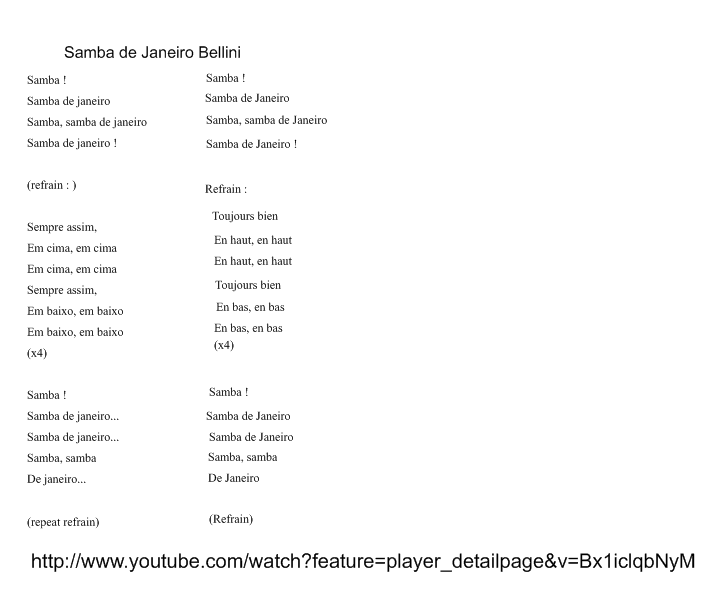 Samba de Janeiro Bellini
Samba !
Samba de janeiro
Samba, samba de janeiro
Samba de janeiro !
(refrain : )
Sempre assim,
Em cima, em cima
Em cima, em cima
Sempre assim,
Em baixo, em baixo
Em baixo, em baixo
(x4)
Samba !
Samba de janeiro...
Samba de janeiro...
Samba, samba
De janeiro...
(repeat refrain)
Samba !
Samba de Janeiro
Samba, samba de Janeiro
Samba de Janeiro !
Refrain :
Toujours bien
En haut, en haut
En haut, en haut
Toujours bien
En bas, en bas
En bas, en bas
(x4)
Samba !
Samba de Janeiro
Samba de Janeiro
Samba, samba
De Janeiro
(Refrain)
http://www.youtube.com/watch?feature=player_detailpage&v=Bx1iclqbNyM